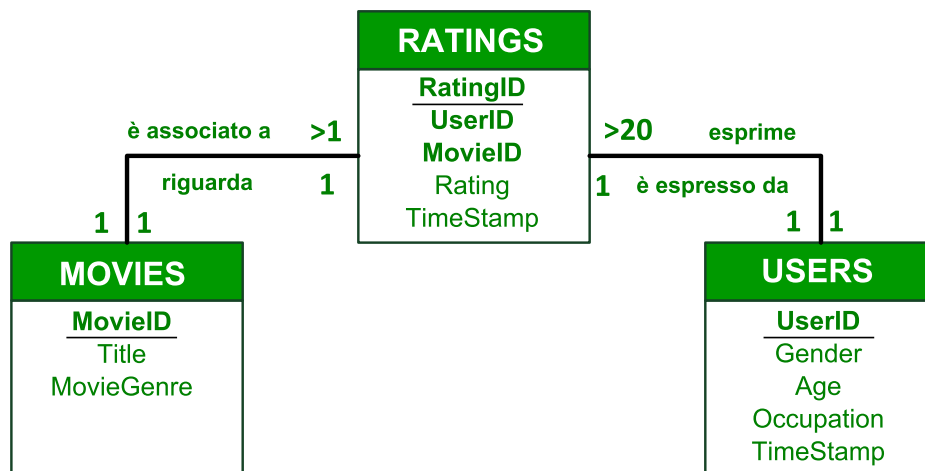 RATINGS
RatingID
UserID
MovieID
Rating
TimeStamp
è associato a >1
riguarda 1
1 1
>20 esprime
1 è espresso da
1 1
MOVIES
MovieID
Title
MovieGenre
USERS
UserID
Gender
Age
Occupation
TimeStamp